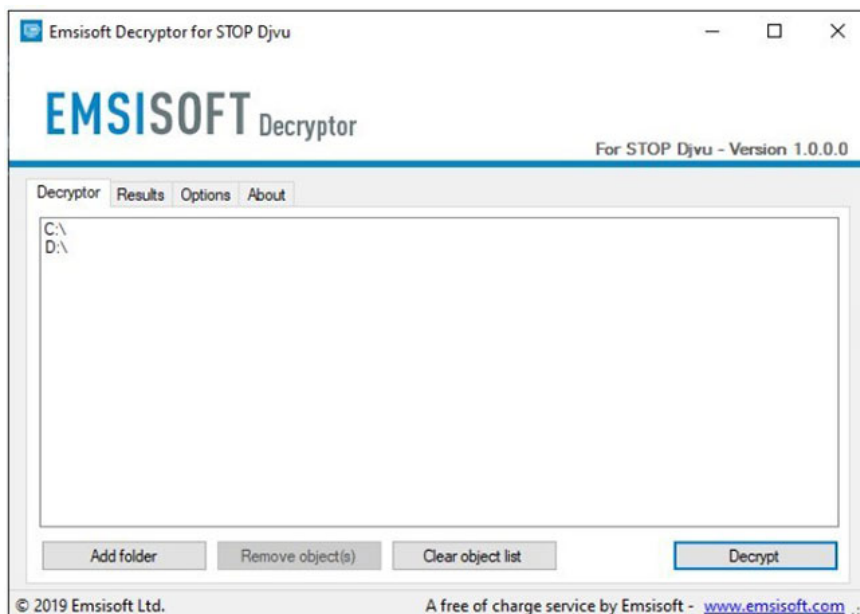 Emsisoft Decryptor for STOP Djvu
EMSISOFT Decryptor
For STOP Djvu - Version 1.0.0.0
Decryptor Results Options About
C:\
D:\
Add folder Remove object(s) Clear object list Decrypt
© 2019 Emsisoft Ltd. A free of charge service by Emsisoft - www.emsisoft.com